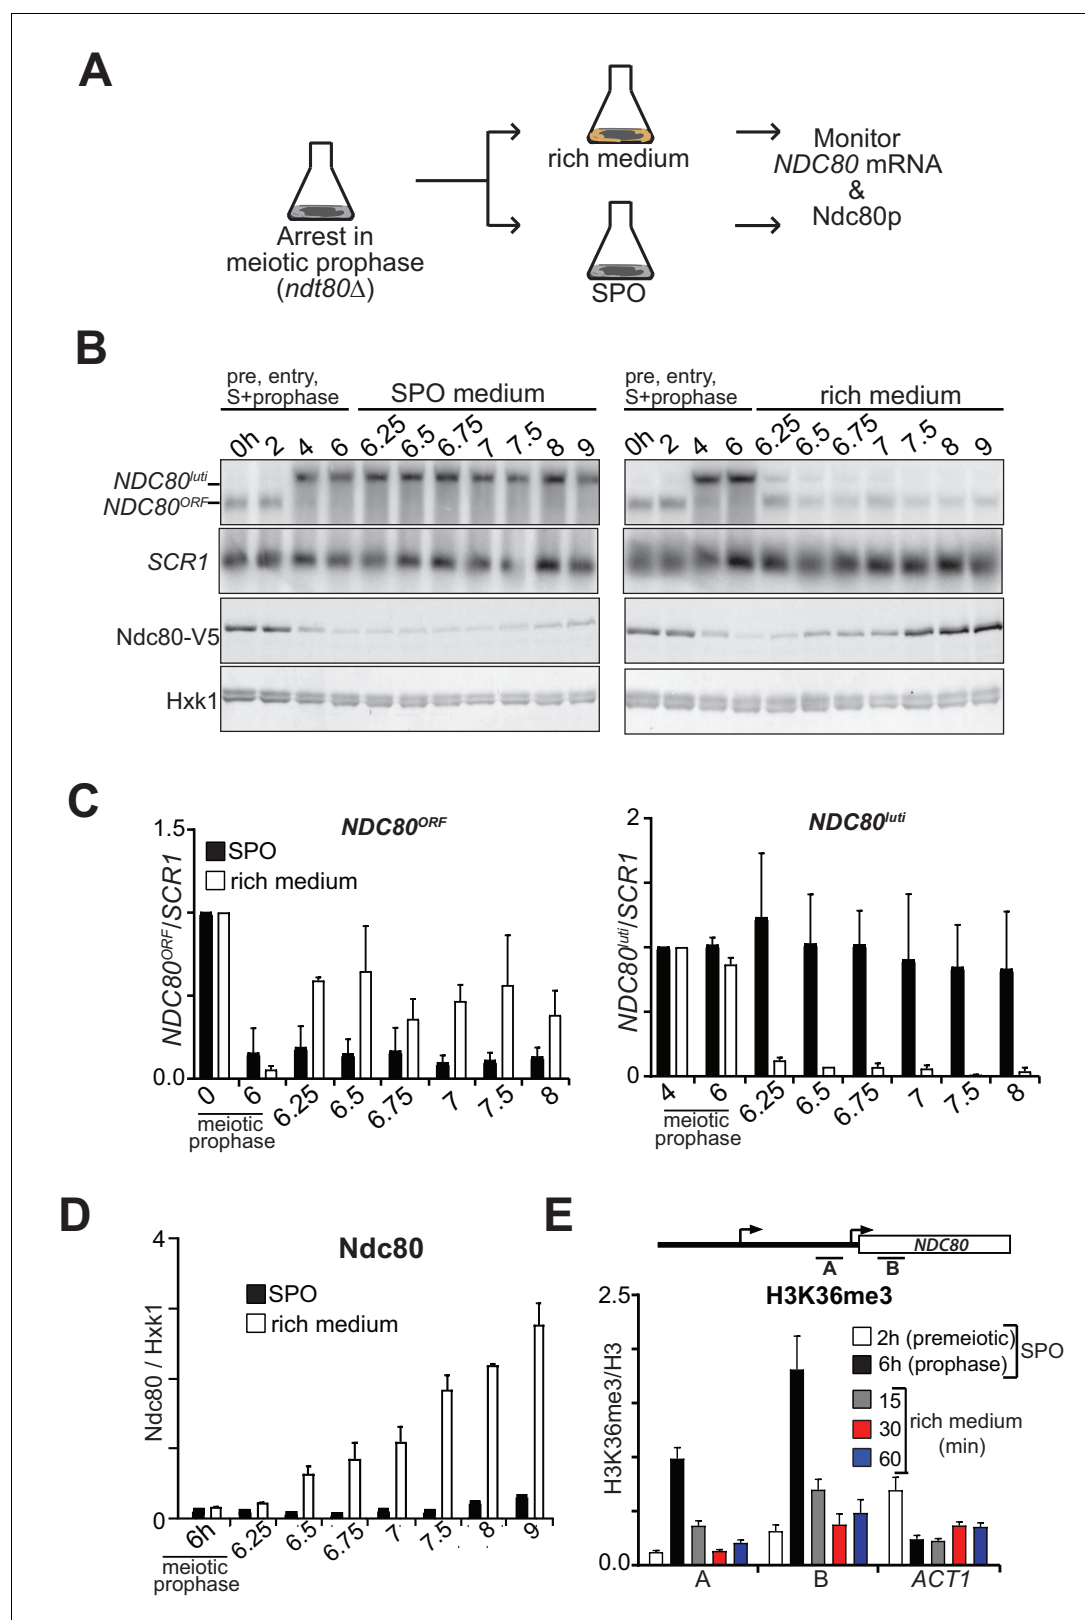 A
Arrest in
meiotic prophase
(ndt80Δ)
rich medium
SPO
Monitor
NDC80 mRNA
&
Ndc80p
B
pre, entry,
S+prophase
SPO medium
0h 2 4 6 6.25 6.5 6.75 7 7.5 8 9
pre, entry,
S+prophase
rich medium
0h 2 4 6 6.25 6.5 6.75 7 7.5 8 9
NDC80luti
NDC80ORF
SCR1
Ndc80-V5
Hxk1
C
NDC80ORF
1.5
0.0
NDC80ORF/SCR1
SPO
rich medium
0 6 6.25 6.5 6.75 7 7.5 8
meiotic
prophase
NDC80luti
2
0
NDC80luti/SCR1
4 6 6.25 6.5 6.75 7 7.5 8
meiotic
prophase
D
Ndc80
4
0
Ndc80 / Hxk1
SPO
rich medium
6h 6.25 6.5 6.75 7 7.5 8 9
meiotic
prophase
E
NDC80
A B
H3K36me3
2.5
0.0
H3K36me3/H3
2h (premeiotic)
6h (prophase)
SPO
15
30
60
rich medium
(min)
A B ACT1